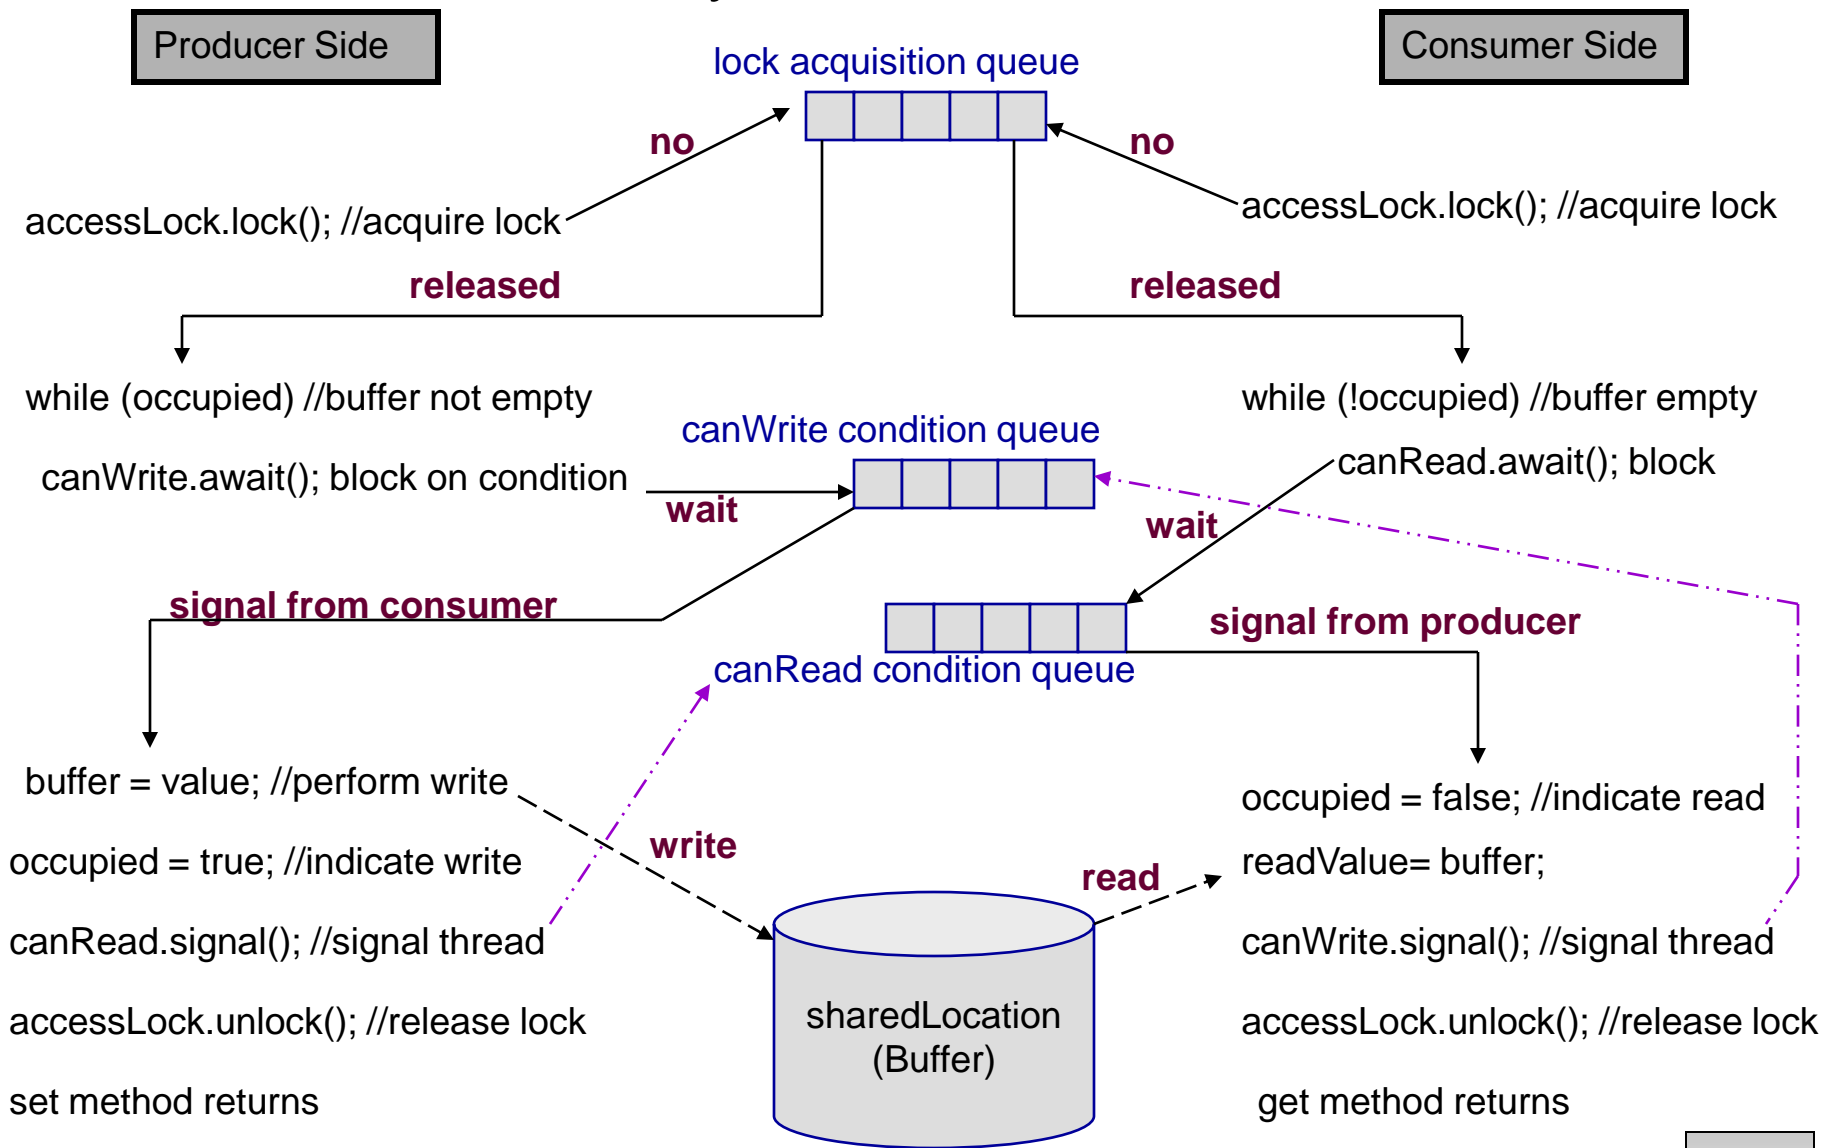 Producer Side
Consumer Side
lock acquisition queue
no
no
accessLock.lock(); //acquire lock
accessLock.lock(); //acquire lock
released
released
while (occupied) //buffer not empty
while (!occupied) //buffer empty
canWrite condition queue
canWrite.await(); block on condition
canRead.await(); block
wait
wait
signal from consumer
signal from producer
canRead condition queue
buffer = value; //perform write
occupied = false; //indicate read
write
occupied = true; //indicate write
readValue= buffer;
read
canRead.signal(); //signal thread
canWrite.signal(); //signal thread
sharedLocation
(Buffer)
accessLock.unlock(); //release lock
accessLock.unlock(); //release lock
set method returns
get method returns